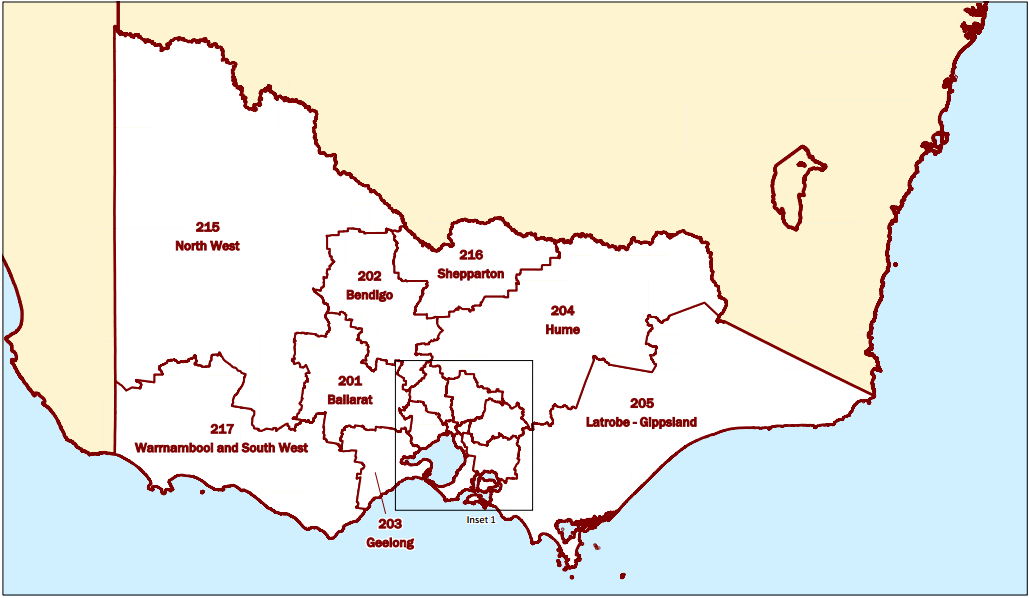 215
North West
216
Shepparton
202
Bendigo
204
Hume
201
Ballarat
205
Latrobe - Gippsland
217
Warrnambool and South West
203
Geelong
Inset 1